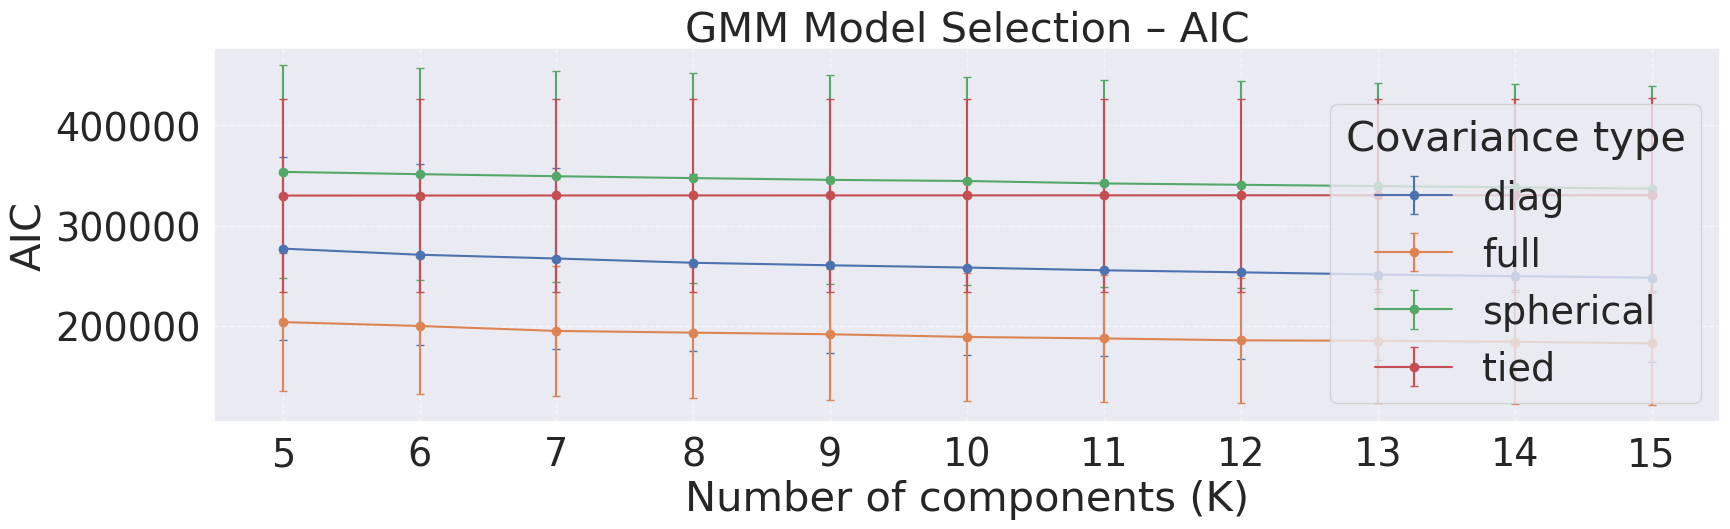 GMM Model Selection – AIC
AIC
400000
300000
200000
Covariance type
diag
full
spherical
tied
5 6 7 8 9 10 11 12 13 14 15
Number of components (K)